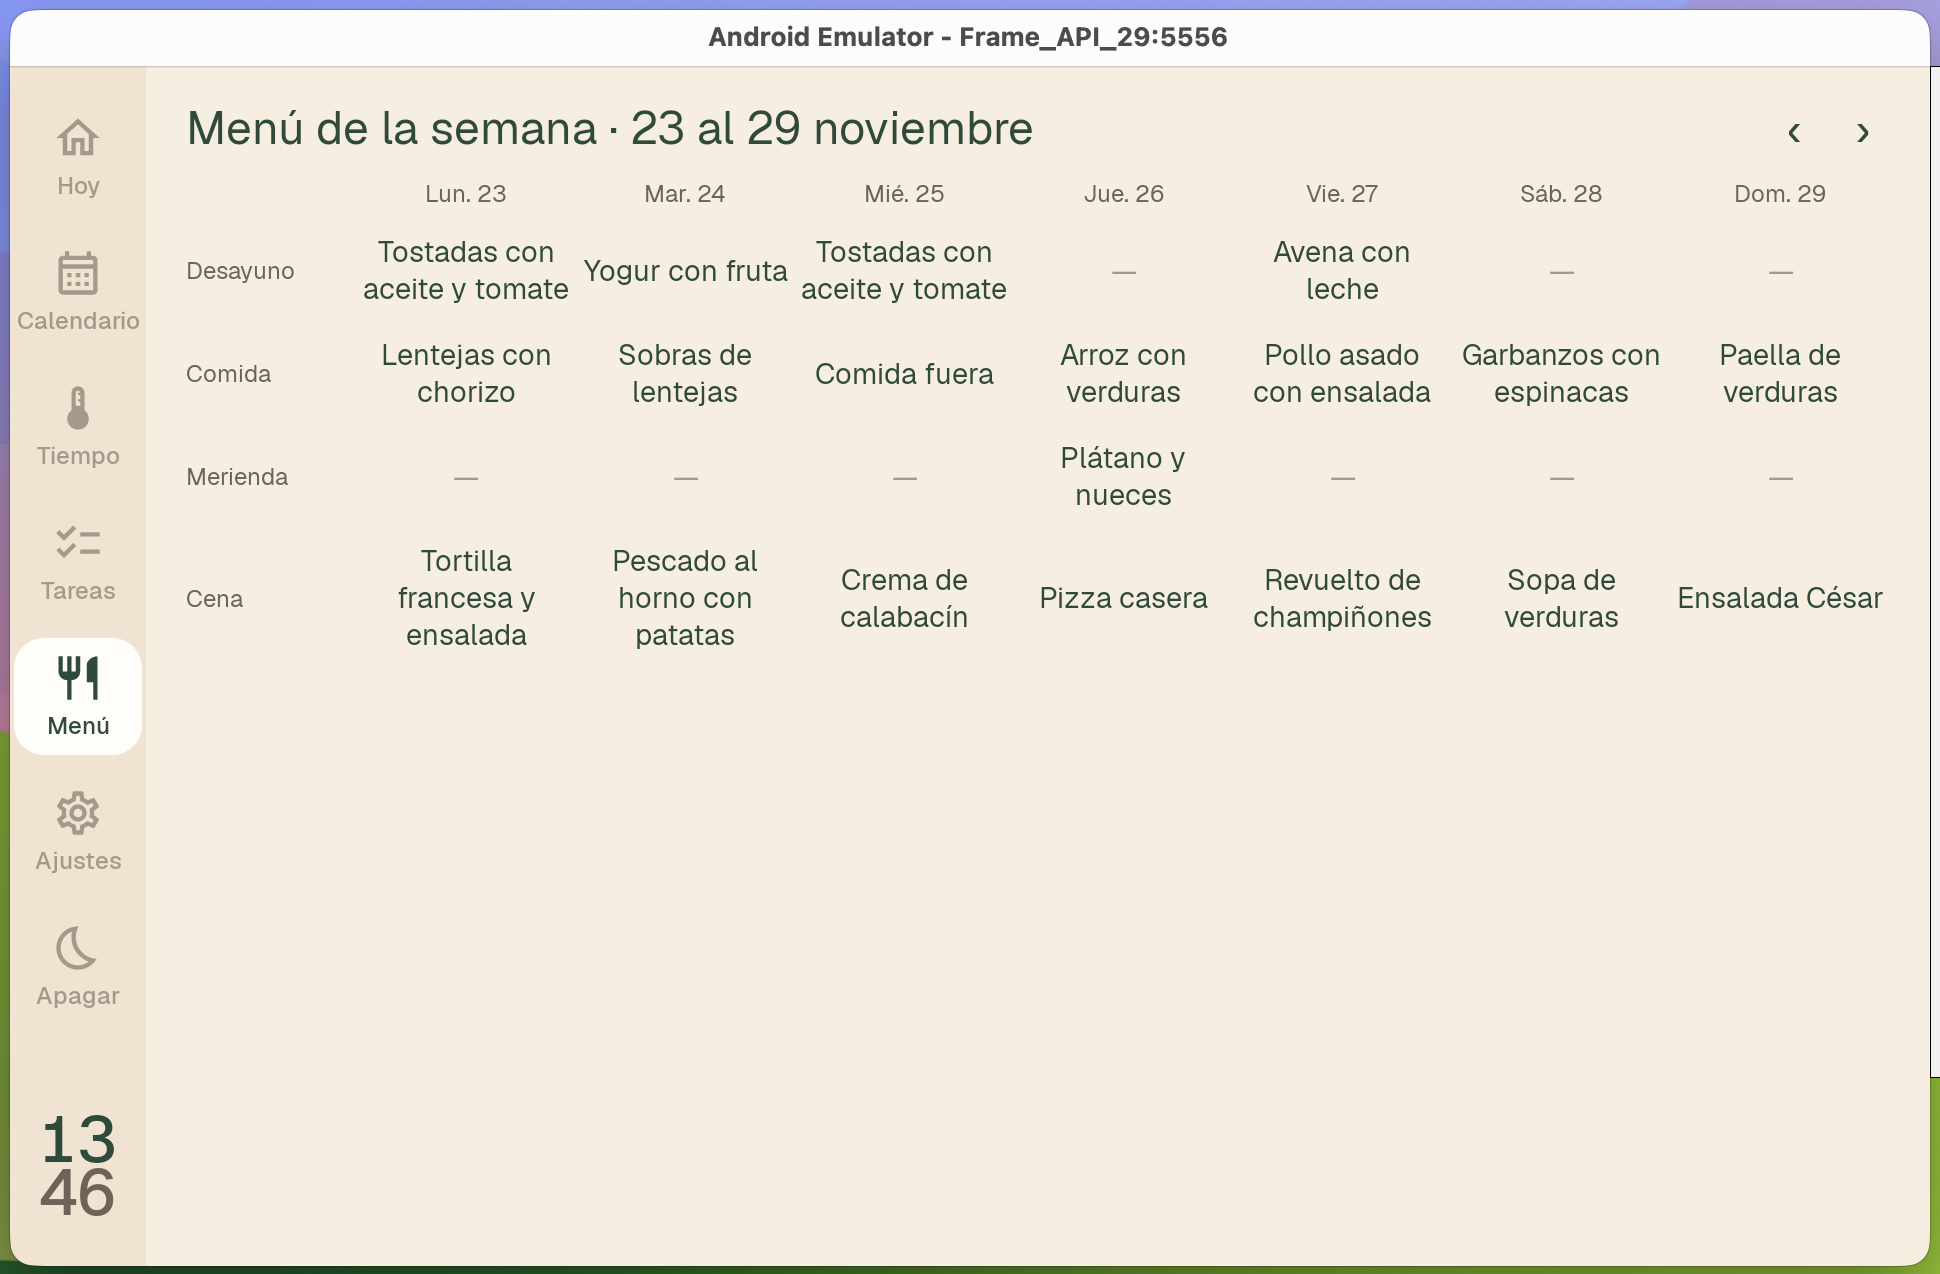 Android Emulator - Frame_API_29:5556
Hoy
Calendario
Tiempo
Tareas
Menú
Ajustes
Apagar
13
46
Menú de la semana · 23 al 29 noviembre
‹ ›
Lun. 23 Mar. 24 Mié. 25 Jue. 26 Vie. 27 Sáb. 28 Dom. 29
Desayuno
Tostadas con
aceite y tomate
Yogur con fruta
Tostadas con
aceite y tomate
—
Avena con
leche
—
—
Comida
Lentejas con
chorizo
Sobras de
lentejas
Comida fuera
Arroz con
verduras
Pollo asado
con ensalada
Garbanzos con
espinacas
Paella de
verduras
Merienda
—
—
—
Plátano y
nueces
—
—
—
Cena
Tortilla
francesa y
ensalada
Pescado al
horno con
patatas
Crema de
calabacín
Pizza casera
Revuelto de
champiñones
Sopa de
verduras
Ensalada César